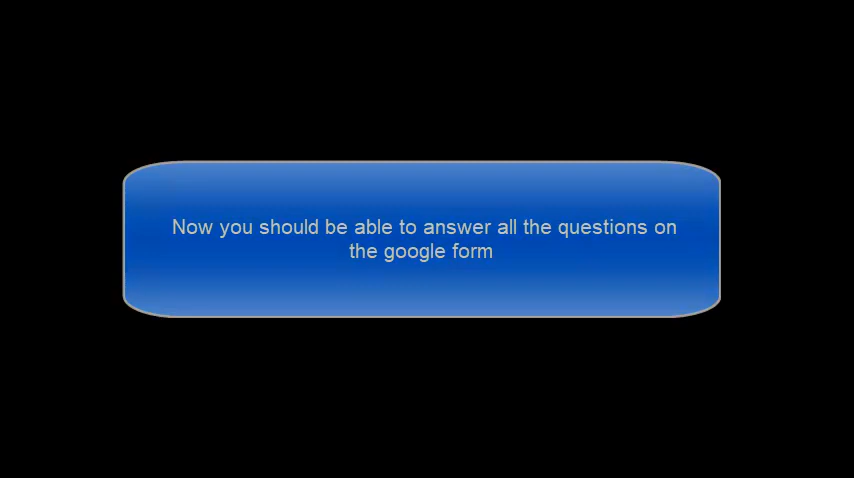 Now you should be able to answer all the questions on
the google form